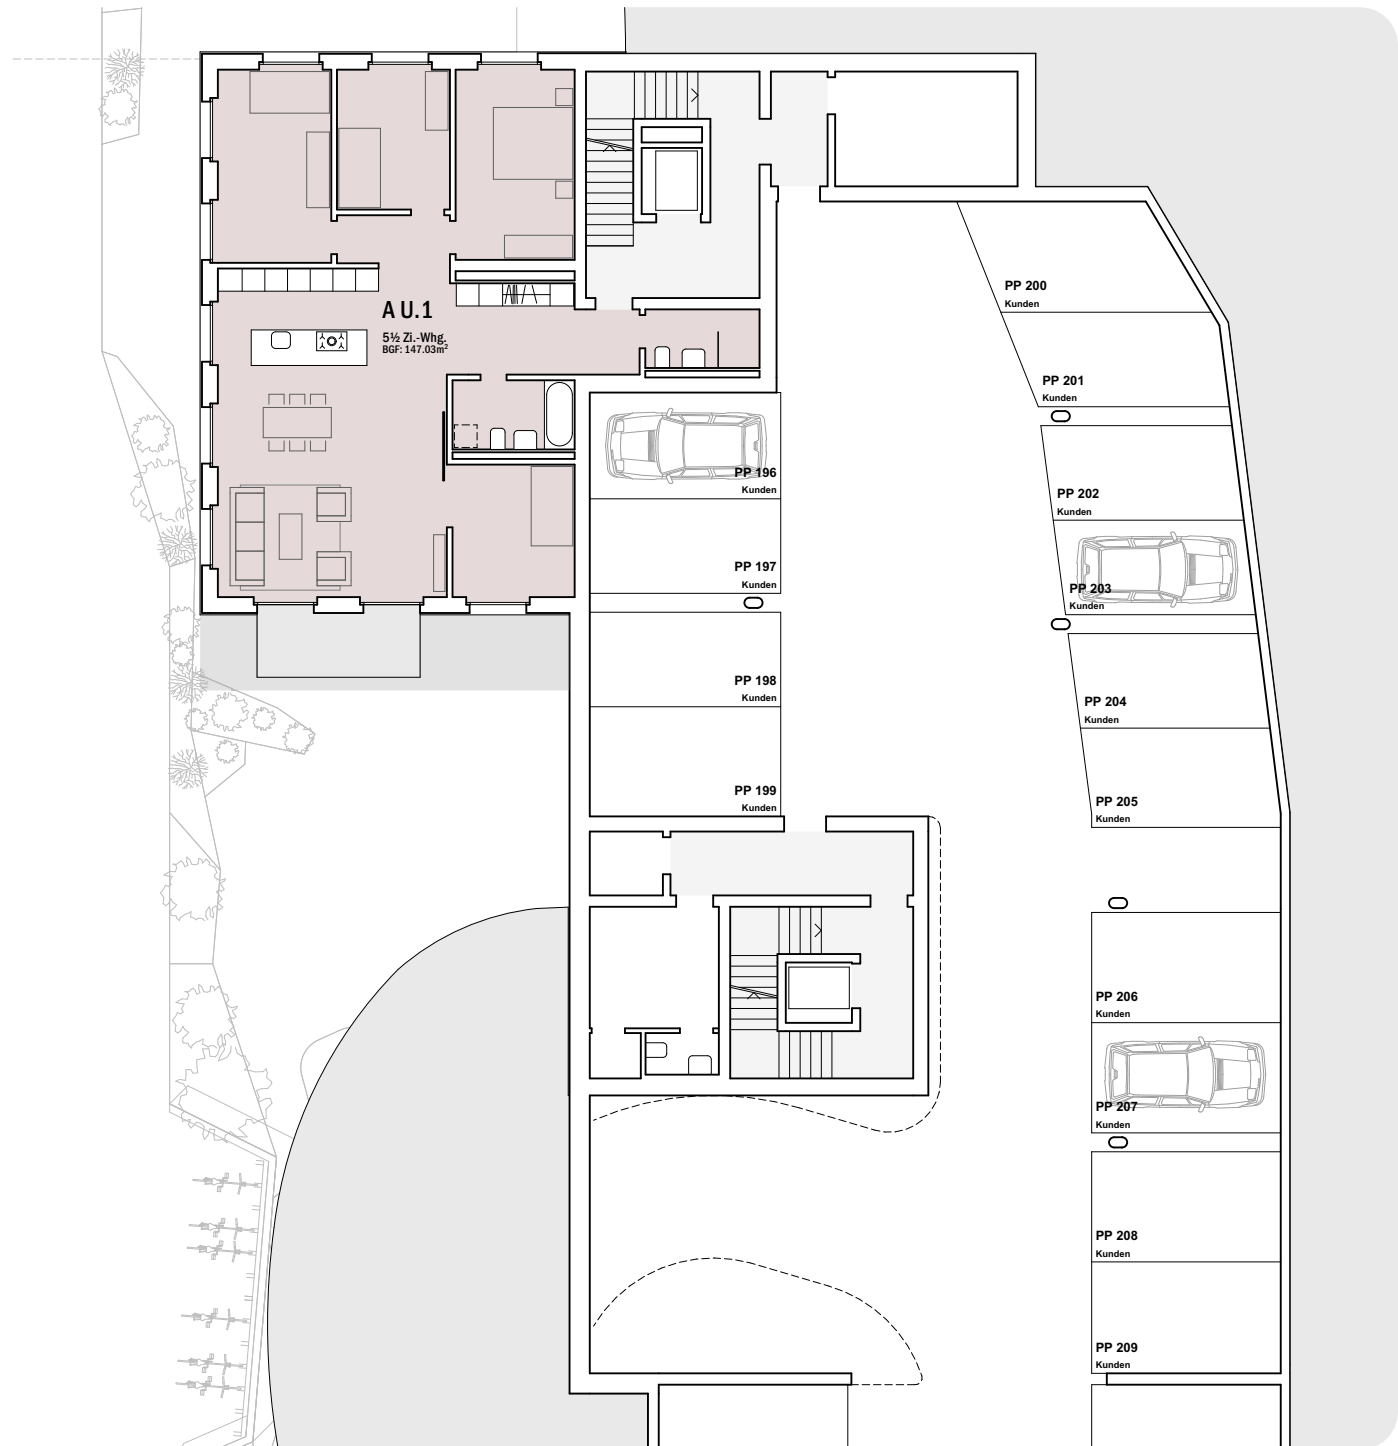 A U.1
5½ Zi.-Whg.
BGF: 147.03m²
PP 196
Kunden
PP 197
Kunden
PP 198
Kunden
PP 199
Kunden
PP 200
Kunden
PP 201
Kunden
PP 202
Kunden
PP 203
Kunden
PP 204
Kunden
PP 205
Kunden
PP 206
Kunden
PP 207
Kunden
PP 208
Kunden
PP 209
Kunden